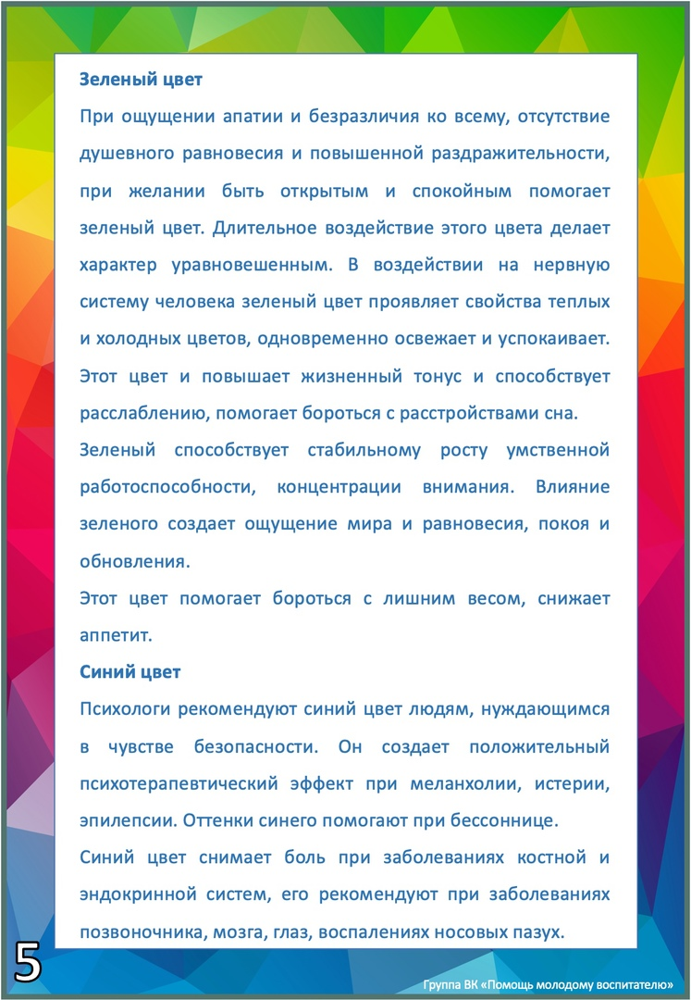 Зеленый цвет
При ощущении апатии и безразличия ко всему, отсутствие
душевного равновесия и повышенной раздражительности,
при желании быть открытым и спокойным помогает
зеленый цвет. Длительное воздействие этого цвета делает
характер уравновешенным. В воздействии на нервную
систему человека зеленый цвет проявляет свойства теплых
и холодных цветов, одновременно освежает и успокаивает.
Этот цвет и повышает жизненный тонус и способствует
расслаблению, помогает бороться с расстройствами сна.
Зеленый способствует стабильному росту умственной
работоспособности, концентрации внимания. Влияние
зеленого создает ощущение мира и равновесия, покоя и
обновления.
Этот цвет помогает бороться с лишним весом, снижает
аппетит.
Синий цвет
Психологи рекомендуют синий цвет людям, нуждающимся
в чувстве безопасности. Он создает положительный
психотерапевтический эффект при меланхолии, истерии,
эпилепсии. Оттенки синего помогают при бессоннице.
Синий цвет снимает боль при заболеваниях костной и
эндокринной систем, его рекомендуют при заболеваниях
позвоночника, мозга, глаз, воспалениях носовых пазух.
5
Группа ВК «Помощь молодому воспитателю»